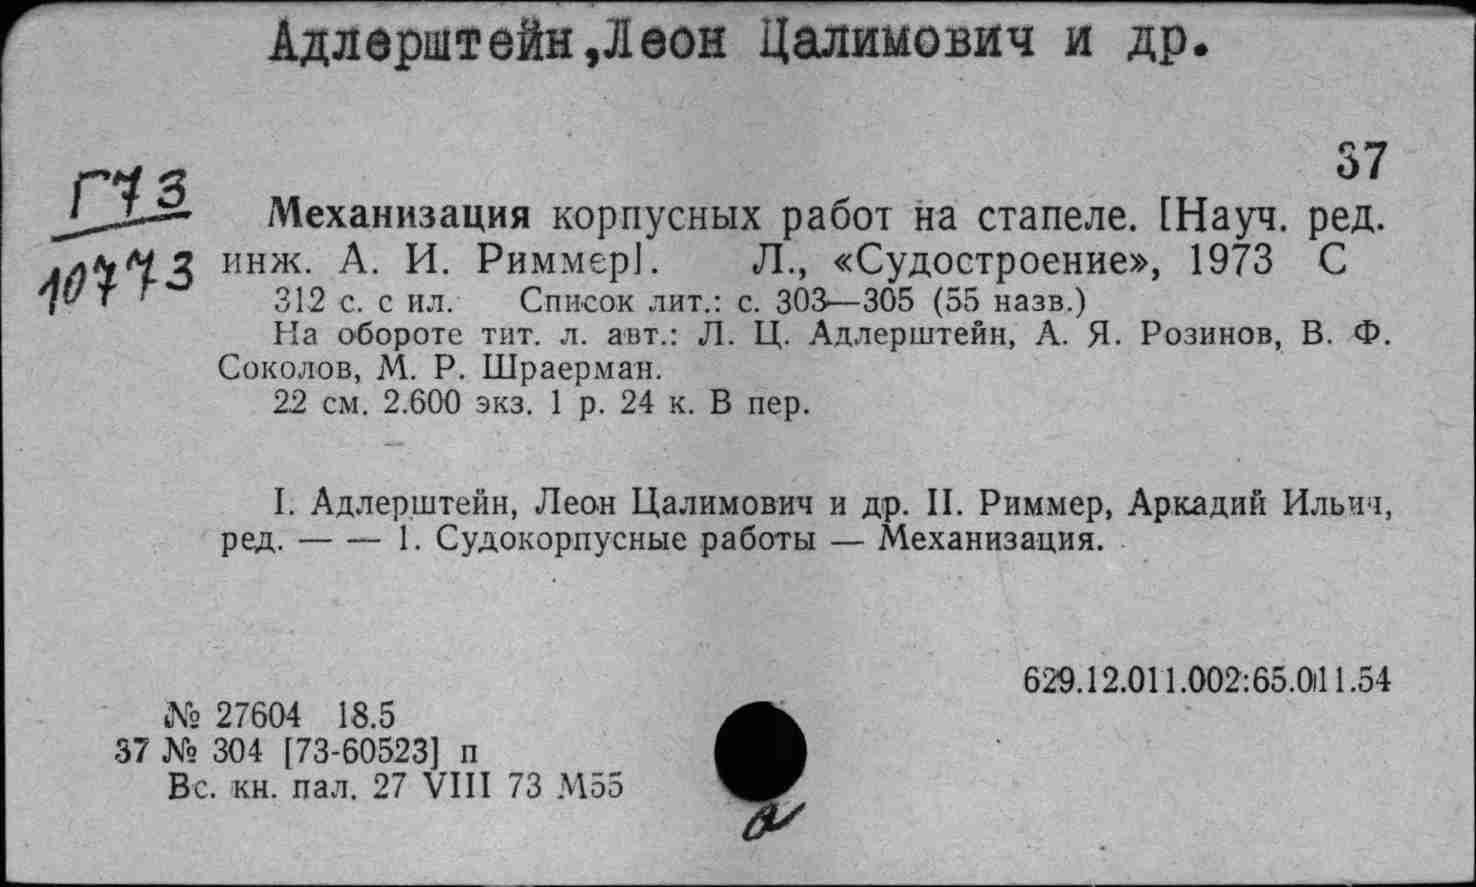 Адлерштейн,Леон Цалимович и др.
37
Г73
10773
Механизация корпусных работ на стапеле. [Науч. ред.
инж. А. И. Риммер]. Л., «Судостроение», 1973 С
312 с. с ил. Список лит.: с. 303—305 (55 назв.)
На обороте тит. л. авт.: Л. Ц. Адлерштейн, А. Я. Розинов, В. Ф.
Соколов, М. Р. Шраерман.
22 см. 2.600 экз. 1 р. 24 к. В пер.
I. Адлерштейн, Леон Цалимович и др. II. Риммер, Аркадий Ильич,
ред. — — 1. Судокорпусные работы — Механизация.
629.12.011.002:65.011.54
№ 27604 18.5
37 № 304 [73-60523] п
Вс. кн. пал. 27 VIII 73 М55